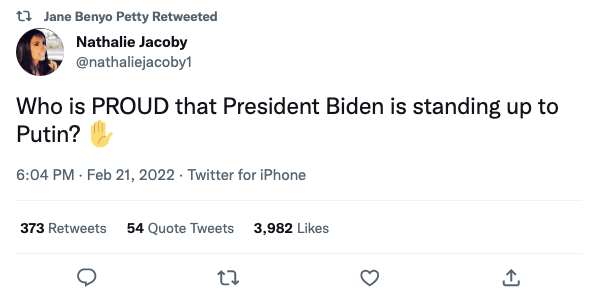 Jane Benyo Petty Retweeted
Nathalie Jacoby
@nathaliejacoby1
Who is PROUD that President Biden is standing up to
Putin? ✋
6:04 PM · Feb 21, 2022 · Twitter for iPhone
373 Retweets 54 Quote Tweets 3,982 Likes